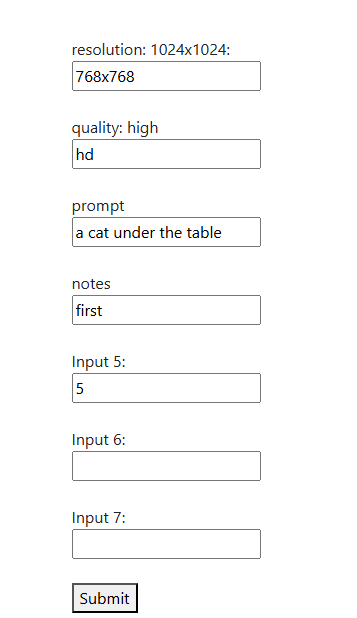 resolution: 1024x1024:
768x768
quality: high
hd
prompt
a cat under the table
notes
first
Input 5:
5
Input 6:
Input 7:
Submit